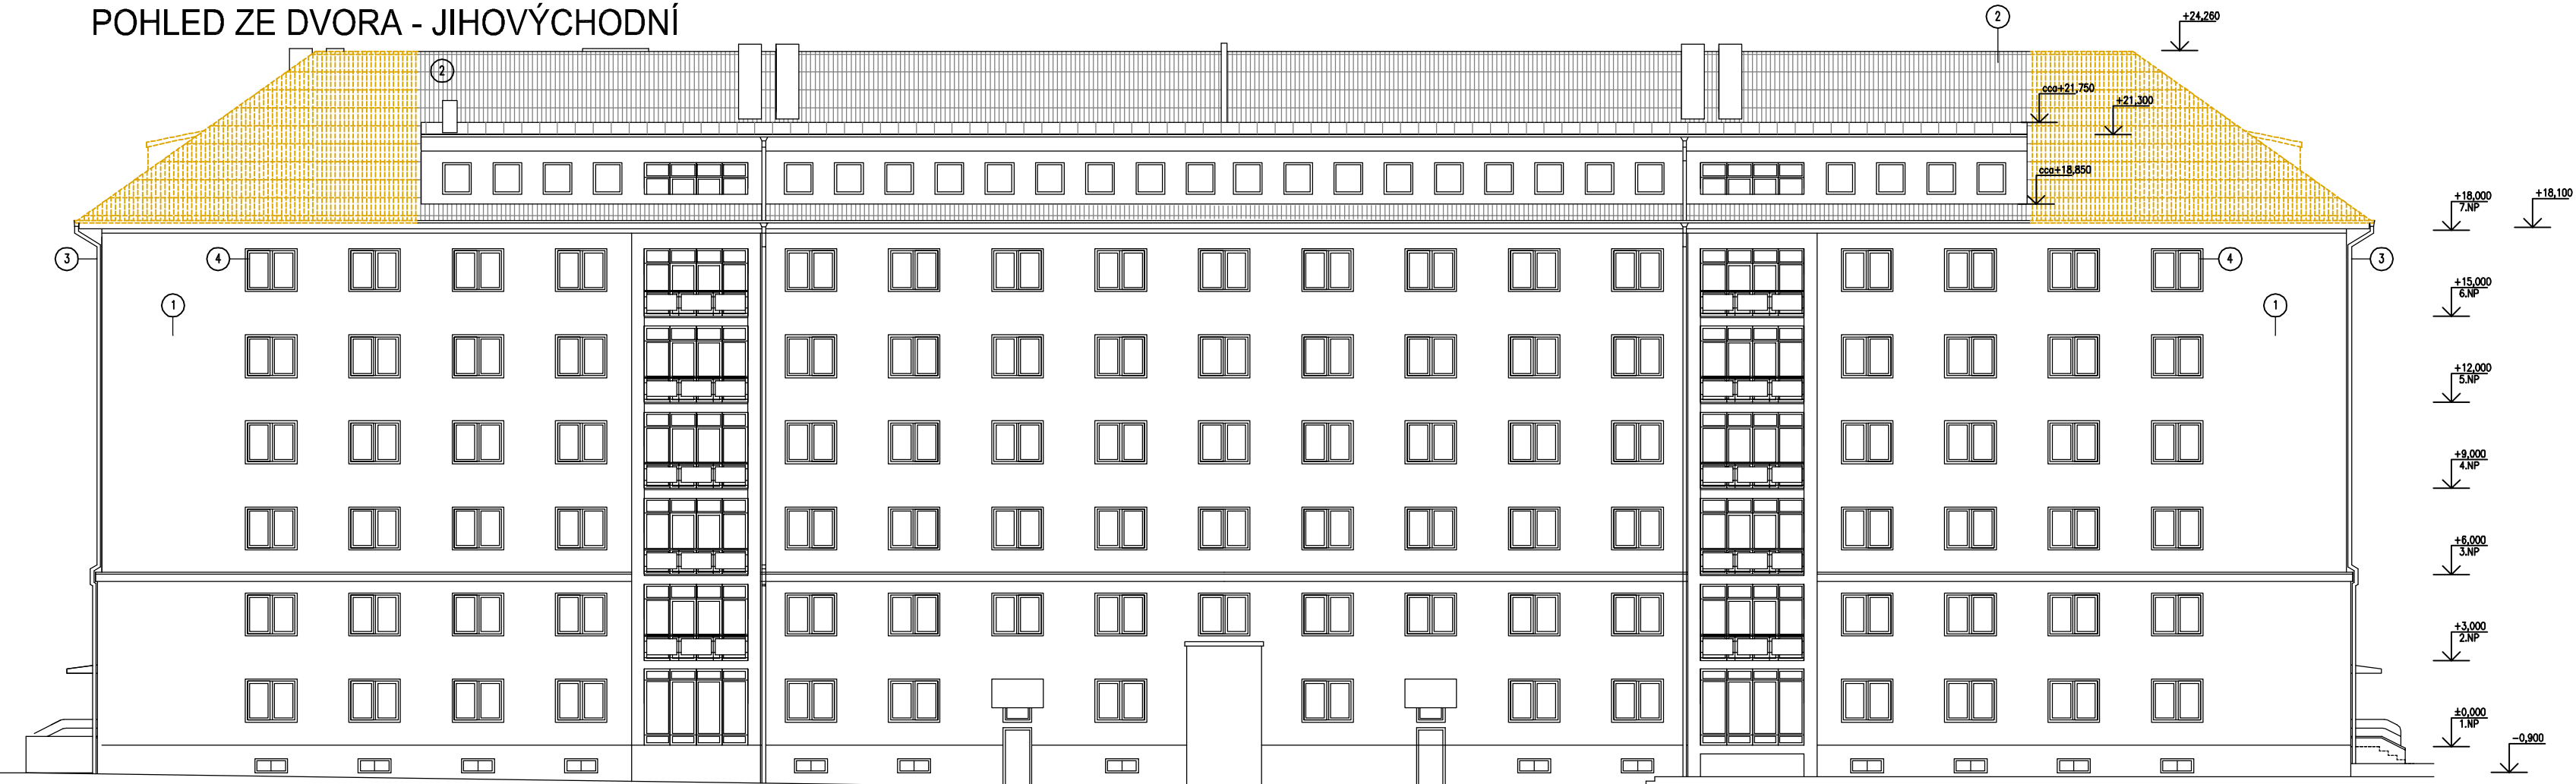 POHLED ZE DVORA - JIHOVÝCHODNÍ
2
+24,260
2
cca+21,750
+21,300
cca+18,850
+18,000
7.NP
+18,100
3
4
4
3
1
+15,000
6.NP
1
+12,000
5.NP
+9,000
4.NP
+6,000
3.NP
+3,000
2.NP
±0,000
1.NP
-0,900